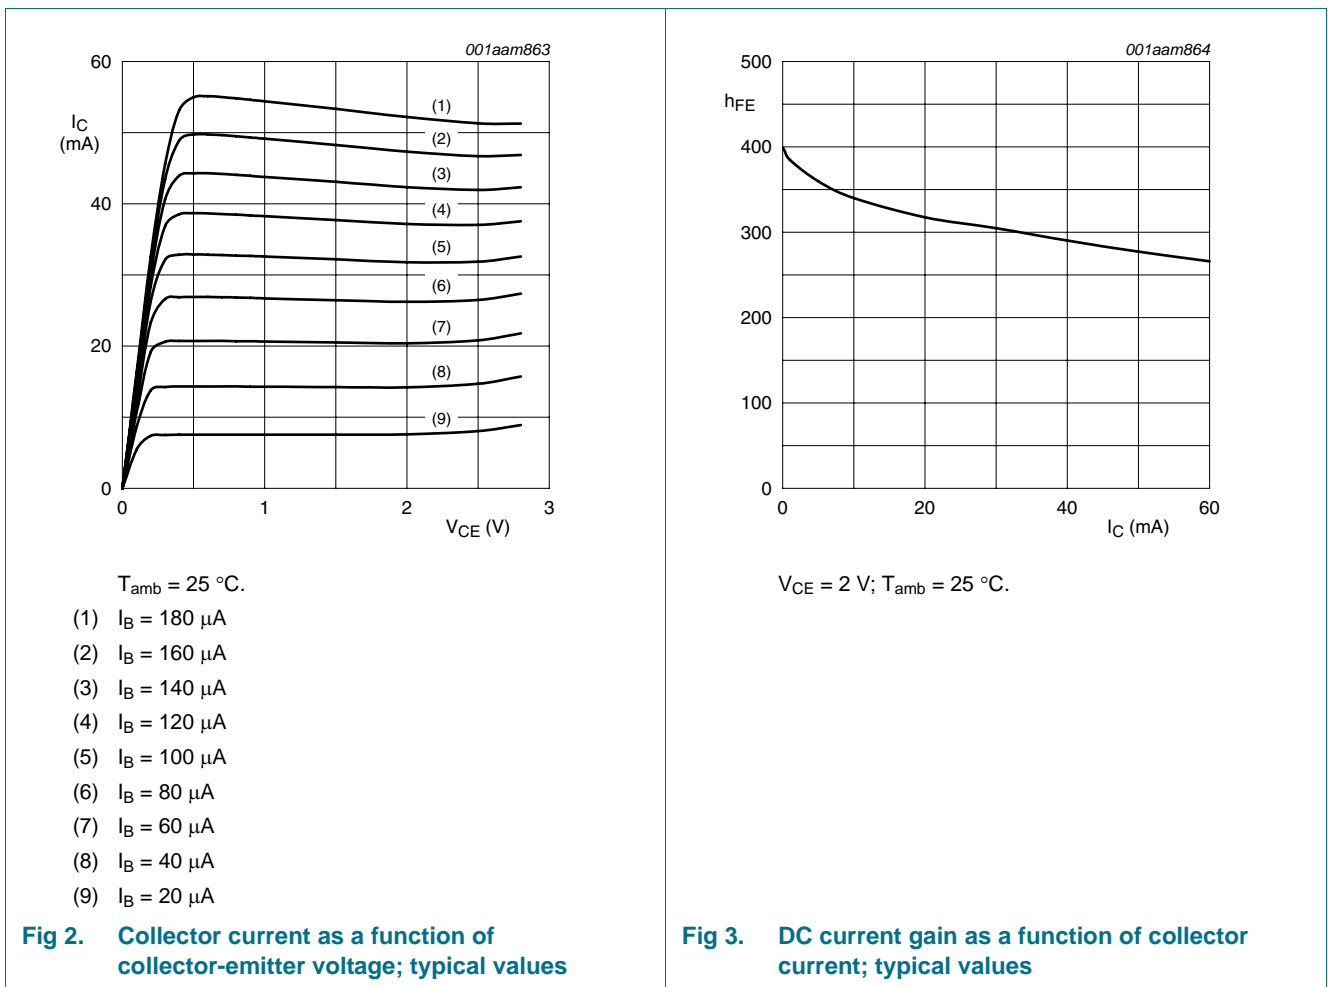 001aam863
60
I_C
(mA)
40
20
0
0 1 2 3
V_CE (V)
(1)
(2)
(3)
(4)
(5)
(6)
(7)
(8)
(9)
T_amb = 25 °C.
(1) I_B = 180 μA
(2) I_B = 160 μA
(3) I_B = 140 μA
(4) I_B = 120 μA
(5) I_B = 100 μA
(6) I_B = 80 μA
(7) I_B = 60 μA
(8) I_B = 40 μA
(9) I_B = 20 μA
Fig 2. Collector current as a function of
collector-emitter voltage; typical values
001aam864
500
h_FE
400
300
200
100
0
0 20 40 60
I_C (mA)
V_CE = 2 V; T_amb = 25 °C.
Fig 3. DC current gain as a function of collector
current; typical values